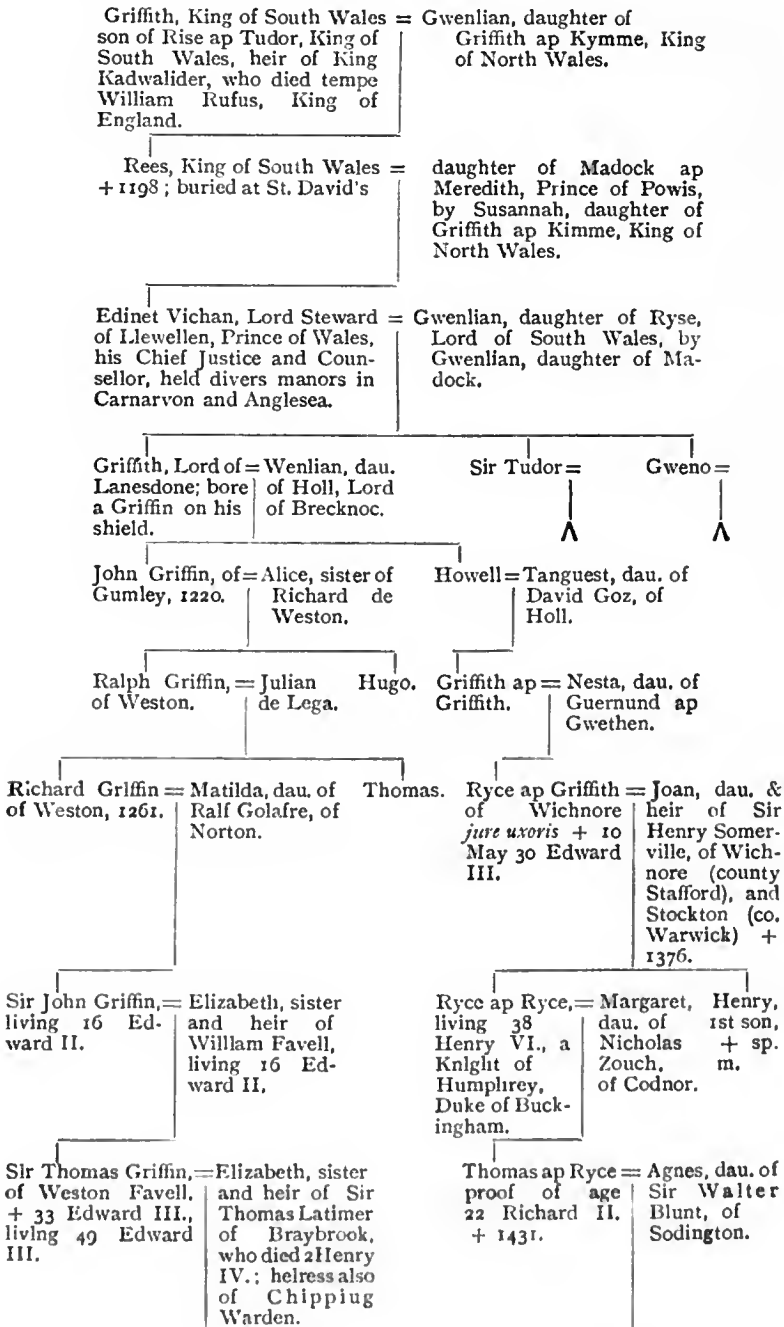 Griffith, King of South Wales = Gwenlian, daughter of
son of Rise ap Tudor, King of Griffith ap Kymme, King
South Wales, heir of King of North Wales.
Kadwalider, who died tempe
William Rufus, King of
England.
Rees, King of South Wales = daughter of Madock ap
+ 1198 ; buried at St. David's Meredith, Prince of Powis,
by Susannah, daughter of
Griffith ap Kimme, King of
North Wales.
Edinet Vichan, Lord Steward = Gwenlian, daughter of Ryse,
of Llewellen, Prince of Wales, Lord of South Wales, by
his Chief Justice and Coun- Gwenlian, daughter of Ma-
sellor, held divers manors in dock.
Carnarvon and Anglesea.
Griffith, Lord of = Wenlian, dau. Sir Tudor = Gweno =
Lanesdone; bore of Holl, Lord
a Griffin on his of Brecknoc.
shield.
John Griffin, of = Alice, sister of Howell = Tanguest, dau. of
Gumley, 1220. Richard de David Goz, of
Weston. Holl.
Ralph Griffin, = Julian Hugo. Griffith ap = Nesta, dau. of
of Weston. de Lega. Griffith. Guernund ap
Gwethen.
Richard Griffin = Matilda, dau. of Thomas. Ryce ap Griffith = Joan, dau. &
of Weston, 1261. Ralf Golafre, of of Wichnore heir of Sir
Norton. jure uxoris + 10 Henry Somer-
May 30 Edward ville, of Wich-
III. nore (county
Stafford), and
Stockton (co.
Warwick) +
1376.
Sir John Griffin, = Elizabeth, sister Ryce ap Ryce, = Margaret, Henry,
living 16 Ed- and heir of living 38 dau. of 1st son,
ward II. William Favell, Henry VI., a Nicholas + sp.
living 16 Ed- Knight of Zouch, m.
ward II. Humphrey, of Codnor.
Duke of Buck-
ingham.
Sir Thomas Griffin, = Elizabeth, sister Thomas ap Ryce = Agnes, dau. of
of Weston Favell. and heir of Sir proof of age Sir Walter
+ 33 Edward III., Thomas Latimer 22 Richard II. Blunt, of
living 49 Edward of Braybrook, + 1431. Sodington.
III. who died 2 Henry
IV.; heiress also
of Chippiug
Warden.